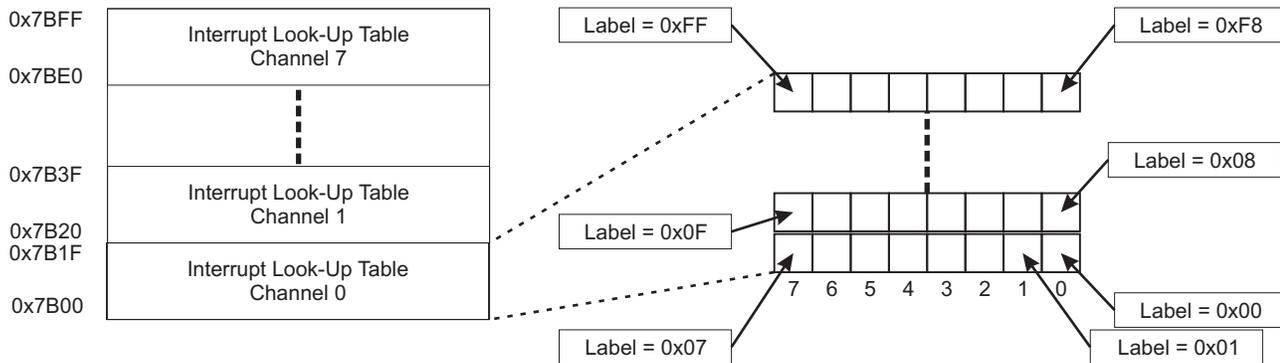 0x7BFF
Interrupt Look-Up Table
Channel 7
0x7BE0
0x7B3F
Interrupt Look-Up Table
Channel 1
0x7B20
0x7B1F
Interrupt Look-Up Table
Channel 0
0x7B00
Label = 0xFF
Label = 0xF8
Label = 0x08
Label = 0x0F
7 6 5 4 3 2 1 0
Label = 0x00
Label = 0x07
Label = 0x01